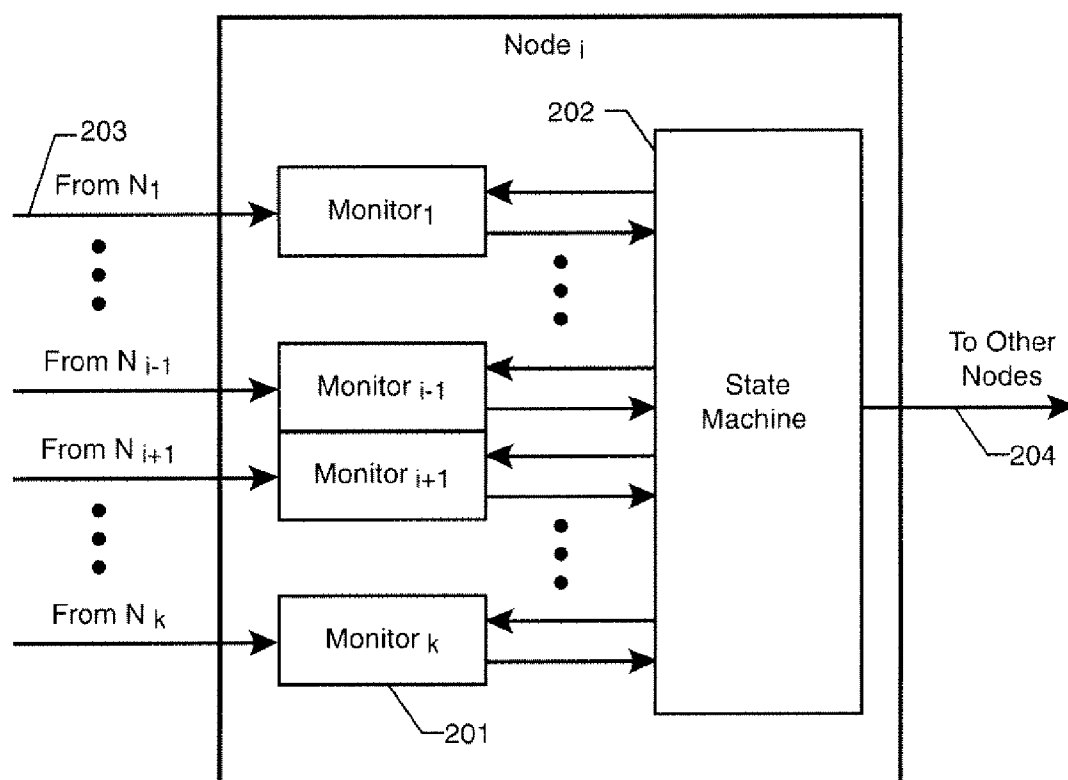 Node i
203
202
From N1
Monitor1
From N i-1
Monitor i-1
To Other
Nodes
State
Machine
From N i+1
Monitor i+1
204
From N k
Monitor k
201